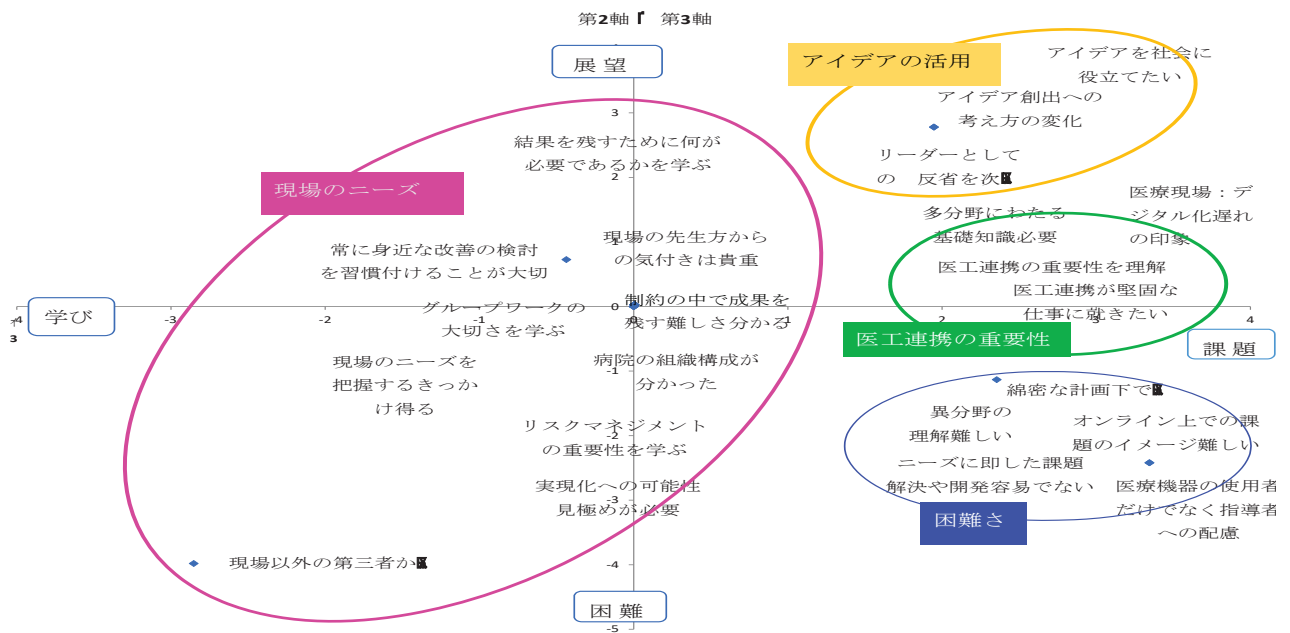 第2軸 r 第3軸
展望
アイデアの活用
アイデアを社会に
役立てたい
アイデア創出への
考え方の変化
リーダーとして
の 反省を次
結果を残すために何が
必要であるかを学ぶ
現場のニーズ
常に身近な改善の検討
を習慣付けることが大切
現場の先生方から
の気付きは貴重
多分野にわたる
基礎知識必要
医療現場：デ
ジタル化遅れ
の印象
医工連携の重要性を理解
医工連携が堅固な
仕事に就きたい
医工連携の重要性
学び
課題
グループワークの
大切さを学ぶ
制約の中で成果を
残す難しさ分かる
現場のニーズを
把握するきっか
け得る
病院の組織構成が
分かった
リスクマネジメント
の重要性を学ぶ
実現化への可能性
見極めが必要
現場以外の第三者か
綿密な計画下で
異分野の
理解難しい
オンライン上での課
題のイメージ難しい
ニーズに即した課題
解決や開発容易でない
医療機器の使用者
だけでなく指導者
への配慮
困難さ
困難
3
2
1
0
-1
-2
-3
-4
-5
-3
-2
-1
0
1
2
3
4